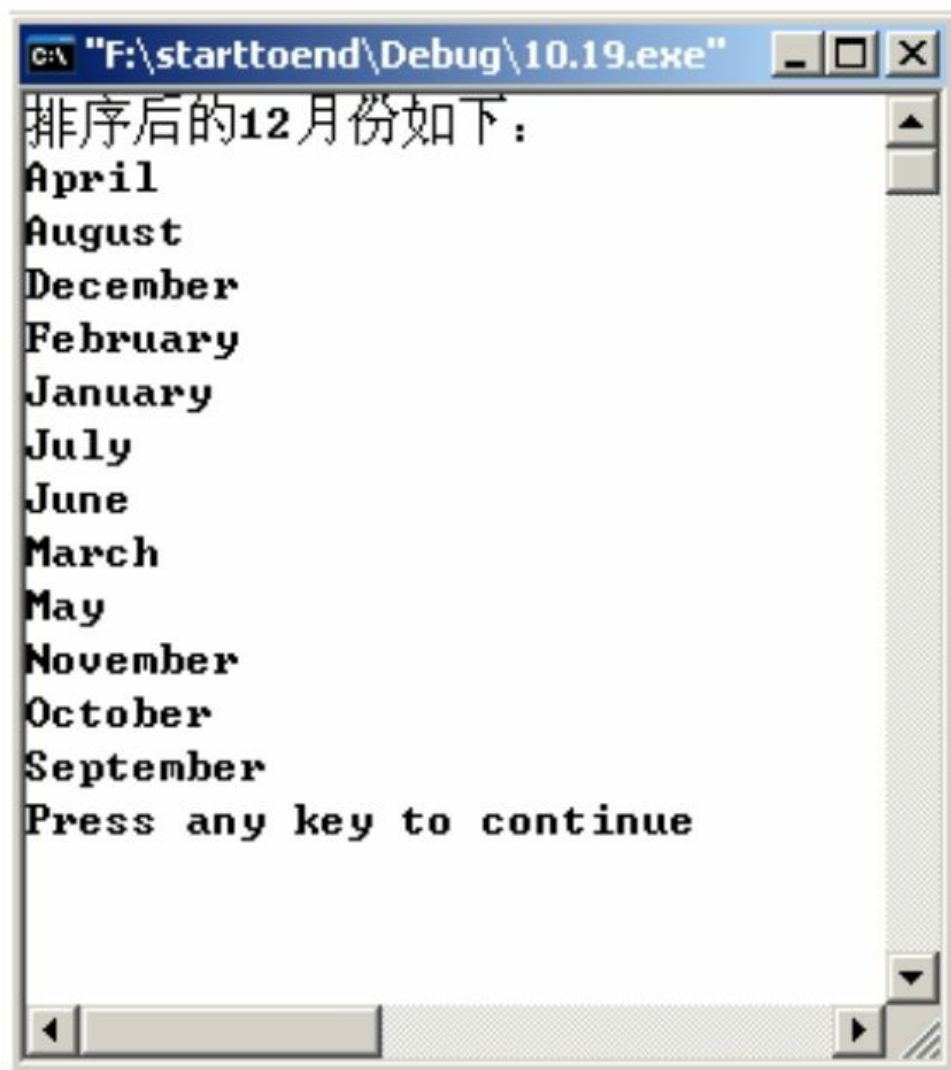 "F:\starttoend\Debug\10.19.exe"
排序后的12月份如下：
April
August
December
February
January
July
June
March
May
November
October
September
Press any key to continue